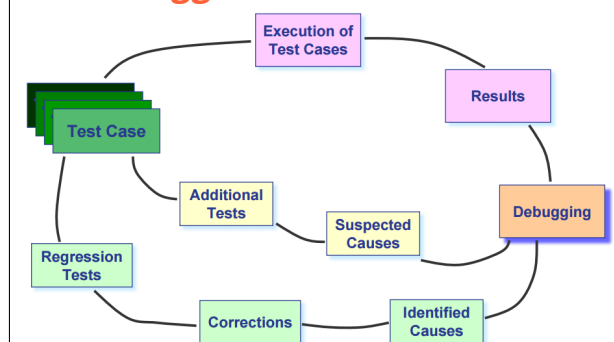 Execution of
Test Cases
Results
Test Case
Additional
Tests
Debugging
Suspected
Causes
Regression
Tests
Identified
Causes
Corrections